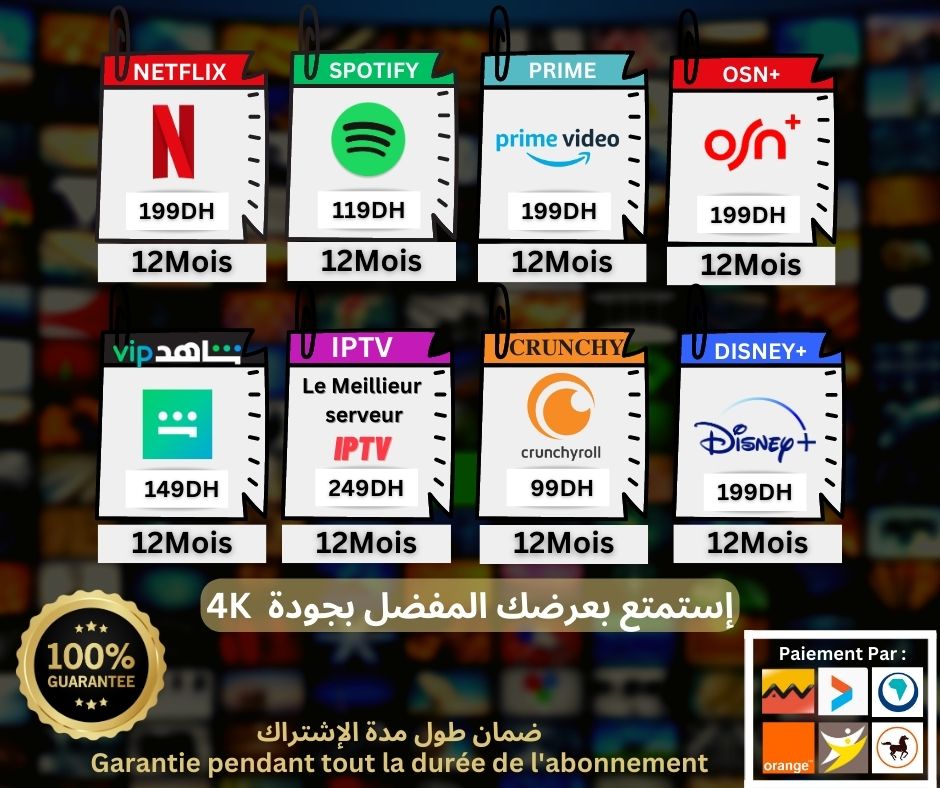 NETFLIX
SPOTIFY
PRIME
OSN+
prime video
osn+
199DH
119DH
199DH
199DH
12Mois
12Mois
12Mois
12Mois
شاهد vip
IPTV
CRUNCHY
DISNEY+
Le Meillieur
serveur
IPTV
crunchyroll
Disney+
149DH
249DH
99DH
199DH
12Mois
12Mois
12Mois
12Mois
إستمتع بعرضك المفضل بجودة 4K
100%
GUARANTEE
Paiement Par :
orange
ضمان طول مدة الإشتراك
Garantie pendant tout la durée de l'abonnement